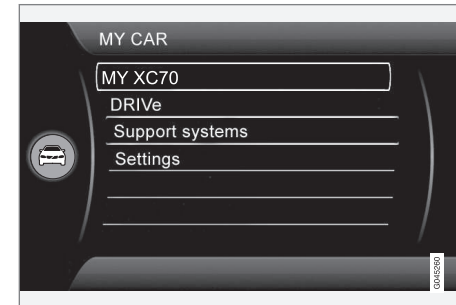 MY CAR
MY XC70
DRIVe
Support systems
Settings
G045260